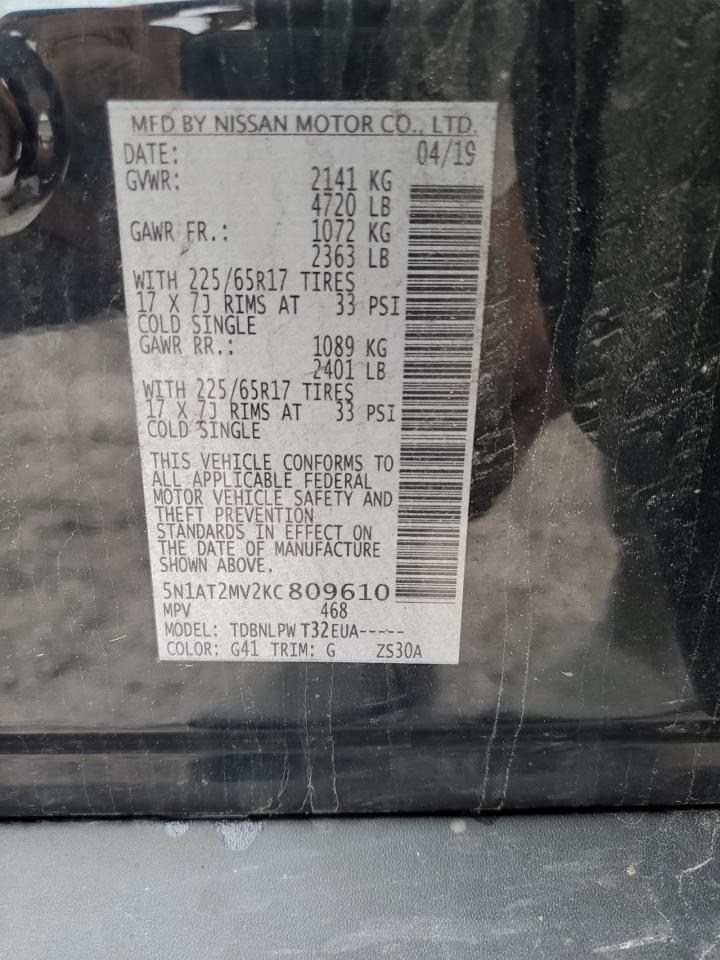 MFD BY NISSAN MOTOR CO., LTD.
DATE: 04/19
GVWR: 2141 KG
4720 LB
GAWR FR.: 1072 KG
2363 LB
WITH 225/65R17 TIRES
17 X 7J RIMS AT 33 PSI
COLD SINGLE
GAWR RR.: 1089 KG
2401 LB
WITH 225/65R17 TIRES
17 X 7J RIMS AT 33 PSI
COLD SINGLE
THIS VEHICLE CONFORMS TO
ALL APPLICABLE FEDERAL
MOTOR VEHICLE SAFETY AND
THEFT PREVENTION
STANDARDS IN EFFECT ON
THE DATE OF MANUFACTURE
SHOWN ABOVE.
5N1AT2MV2KC809610
MPV 468
MODEL: TDBNLPW T32EUA-----
COLOR: G41 TRIM: G ZS30A